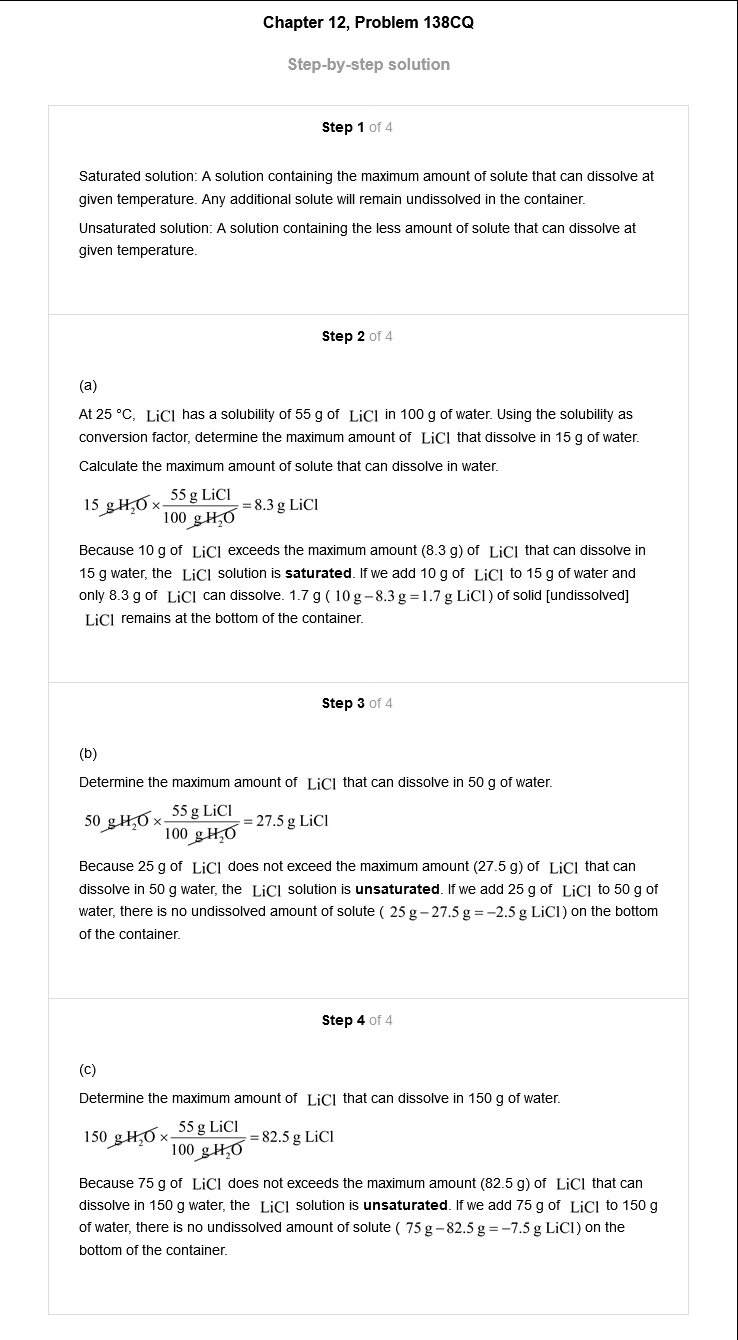 Chapter 12, Problem 138CQ
Step-by-step solution
Step 1 of 4
Saturated solution: A solution containing the maximum amount of solute that can dissolve at
given temperature. Any additional solute will remain undissolved in the container.
Unsaturated solution: A solution containing the less amount of solute that can dissolve at
given temperature.
Step 2 of 4
(a)
At 25 °C, LiCl has a solubility of 55 g of LiCl in 100 g of water. Using the solubility as
conversion factor, determine the maximum amount of LiCl that dissolve in 15 g of water.
Calculate the maximum amount of solute that can dissolve in water.
15 g H₂O × 55 g LiCl / 100 g H₂O = 8.3 g LiCl
Because 10 g of LiCl exceeds the maximum amount (8.3 g) of LiCl that can dissolve in
15 g water, the LiCl solution is saturated. If we add 10 g of LiCl to 15 g of water and
only 8.3 g of LiCl can dissolve. 1.7 g ( 10 g – 8.3 g = 1.7 g LiCl ) of solid [undissolved]
LiCl remains at the bottom of the container.
Step 3 of 4
(b)
Determine the maximum amount of LiCl that can dissolve in 50 g of water.
50 g H₂O × 55 g LiCl / 100 g H₂O = 27.5 g LiCl
Because 25 g of LiCl does not exceed the maximum amount (27.5 g) of LiCl that can
dissolve in 50 g water, the LiCl solution is unsaturated. If we add 25 g of LiCl to 50 g of
water, there is no undissolved amount of solute ( 25 g – 27.5 g = –2.5 g LiCl ) on the bottom
of the container.
Step 4 of 4
(c)
Determine the maximum amount of LiCl that can dissolve in 150 g of water.
150 g H₂O × 55 g LiCl / 100 g H₂O = 82.5 g LiCl
Because 75 g of LiCl does not exceeds the maximum amount (82.5 g) of LiCl that can
dissolve in 150 g water, the LiCl solution is unsaturated. If we add 75 g of LiCl to 150 g
of water, there is no undissolved amount of solute ( 75 g – 82.5 g = –7.5 g LiCl ) on the
bottom of the container.